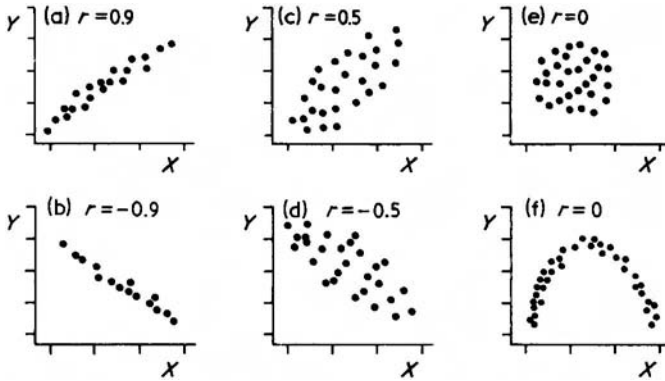 (a) r = 0.9
Y
X
(c) r = 0.5
Y
X
(e) r = 0
Y
X
(b) r = −0.9
Y
X
(d) r = −0.5
Y
X
(f) r = 0
Y
X